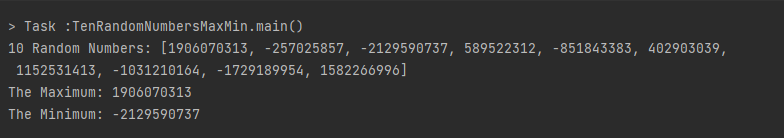 > Task :TenRandomNumbersMaxMin.main()
10 Random Numbers: [1906070313, -257025857, -2129590737, 589522312, -851843383, 402903039,
1152531413, -1031210164, -1729189954, 1582266996]
The Maximum: 1906070313
The Minimum: -2129590737